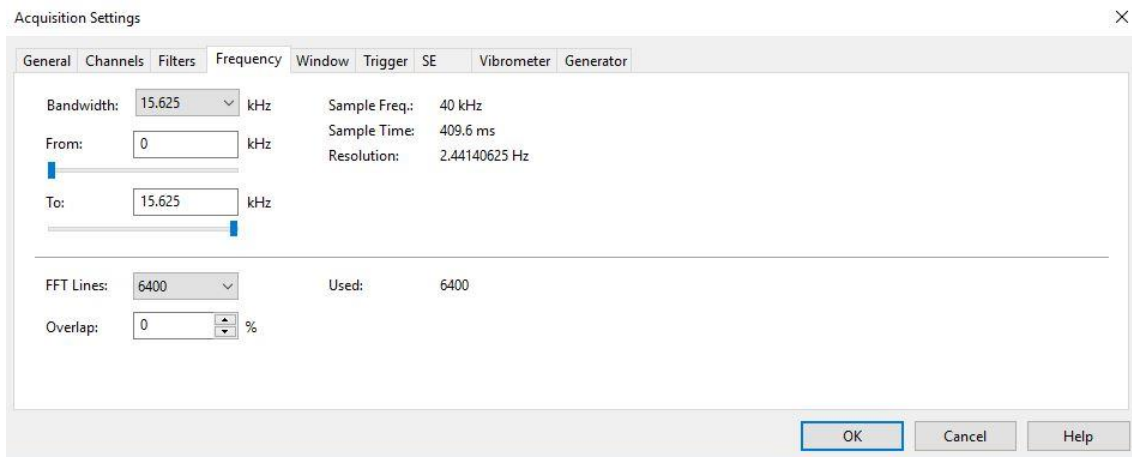 Acquisition Settings
General Channels Filters Frequency Window Trigger SE Vibrometer Generator
Bandwidth: 15.625 kHz Sample Freq.: 40 kHz
Sample Time: 409.6 ms
From: 0 kHz Resolution: 2.44140625 Hz
To: 15.625 kHz
FFT Lines: 6400 Used: 6400
Overlap: 0 %
OK Cancel Help